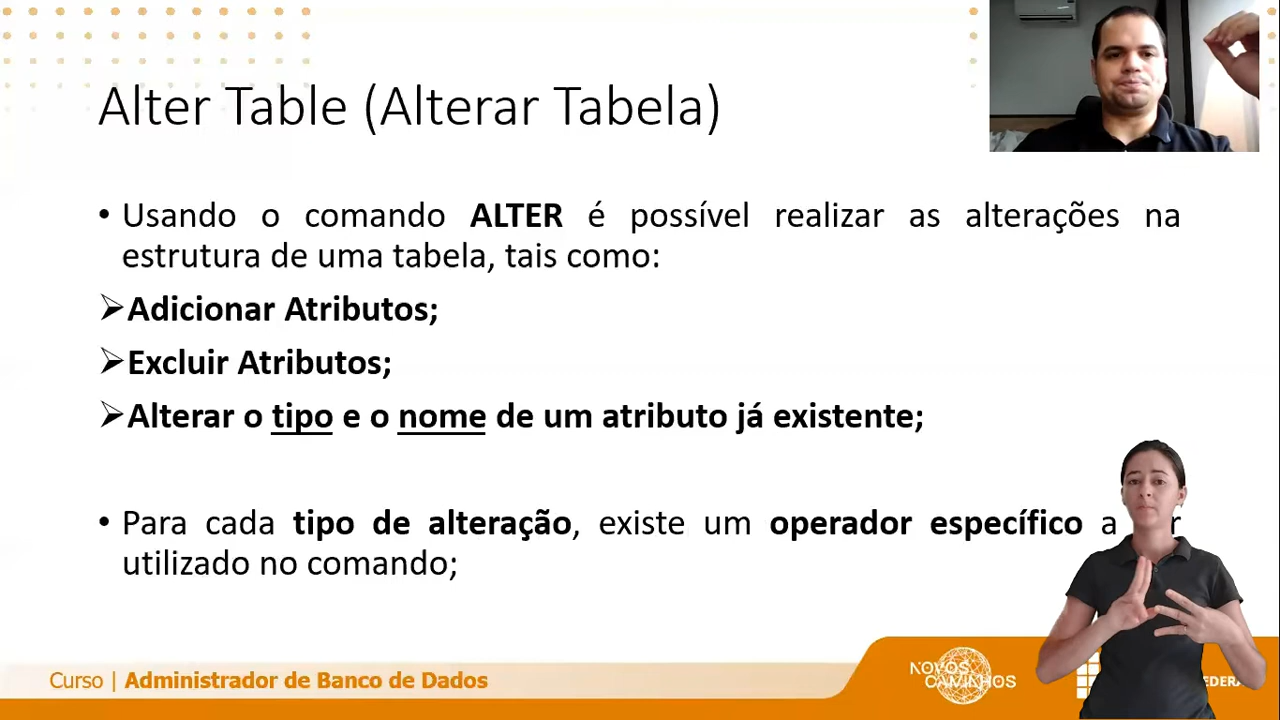 Alter Table (Alterar Tabela)
• Usando o comando ALTER é possível realizar as alterações na
estrutura de uma tabela, tais como:
➢Adicionar Atributos;
➢Excluir Atributos;
➢Alterar o tipo e o nome de um atributo já existente;
• Para cada tipo de alteração, existe um operador específico a
utilizado no comando;
Curso | Administrador de Banco de Dados
NOVOS
CAMINHOS